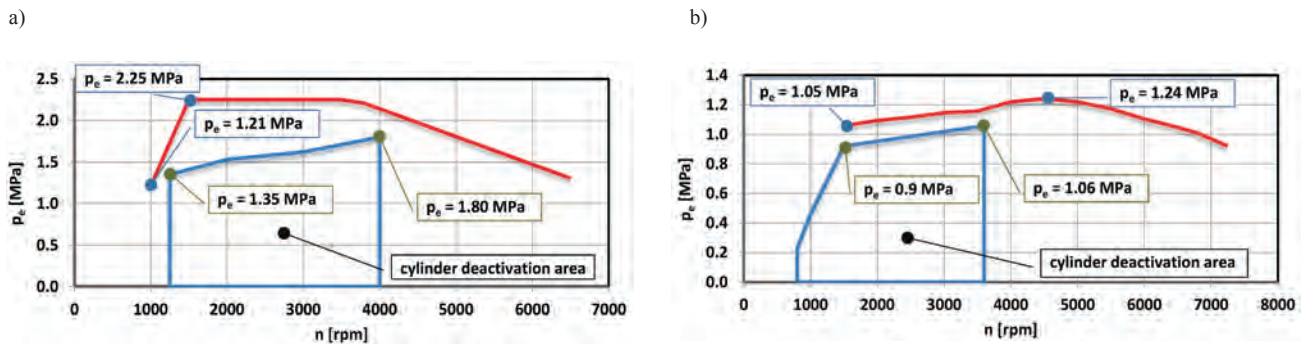 a)
b)
pe = 2.25 MPa
pe = 1.21 MPa
pe = 1.35 MPa
pe = 1.80 MPa
cylinder deactivation area
2.5
2.0
1.5
1.0
0.5
0.0
pe [MPa]
0 1000 2000 3000 4000 5000 6000 7000
n [rpm]
pe = 1.05 MPa
pe = 1.24 MPa
pe = 0.9 MPa
pe = 1.06 MPa
cylinder deactivation area
1.4
1.2
1.0
0.8
0.6
0.4
0.2
0.0
pe [MPa]
0 1000 2000 3000 4000 5000 6000 7000 8000
n [rpm]